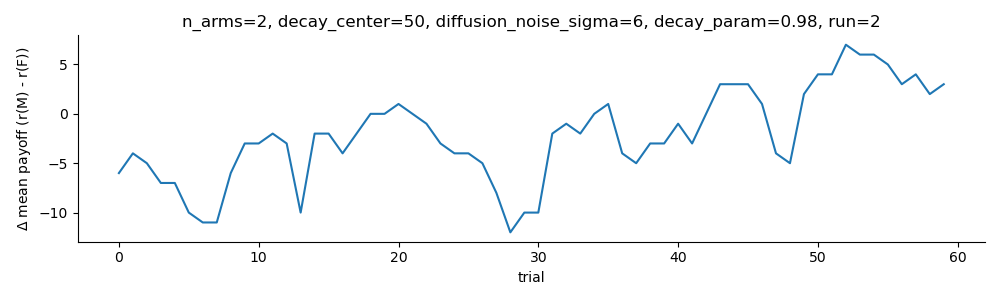 n_arms=2, decay_center=50, diffusion_noise_sigma=6, decay_param=0.98, run=2
Δ mean payoff (r(M) - r(F))
5
0
−5
−10
0 10 20 30 40 50 60
trial